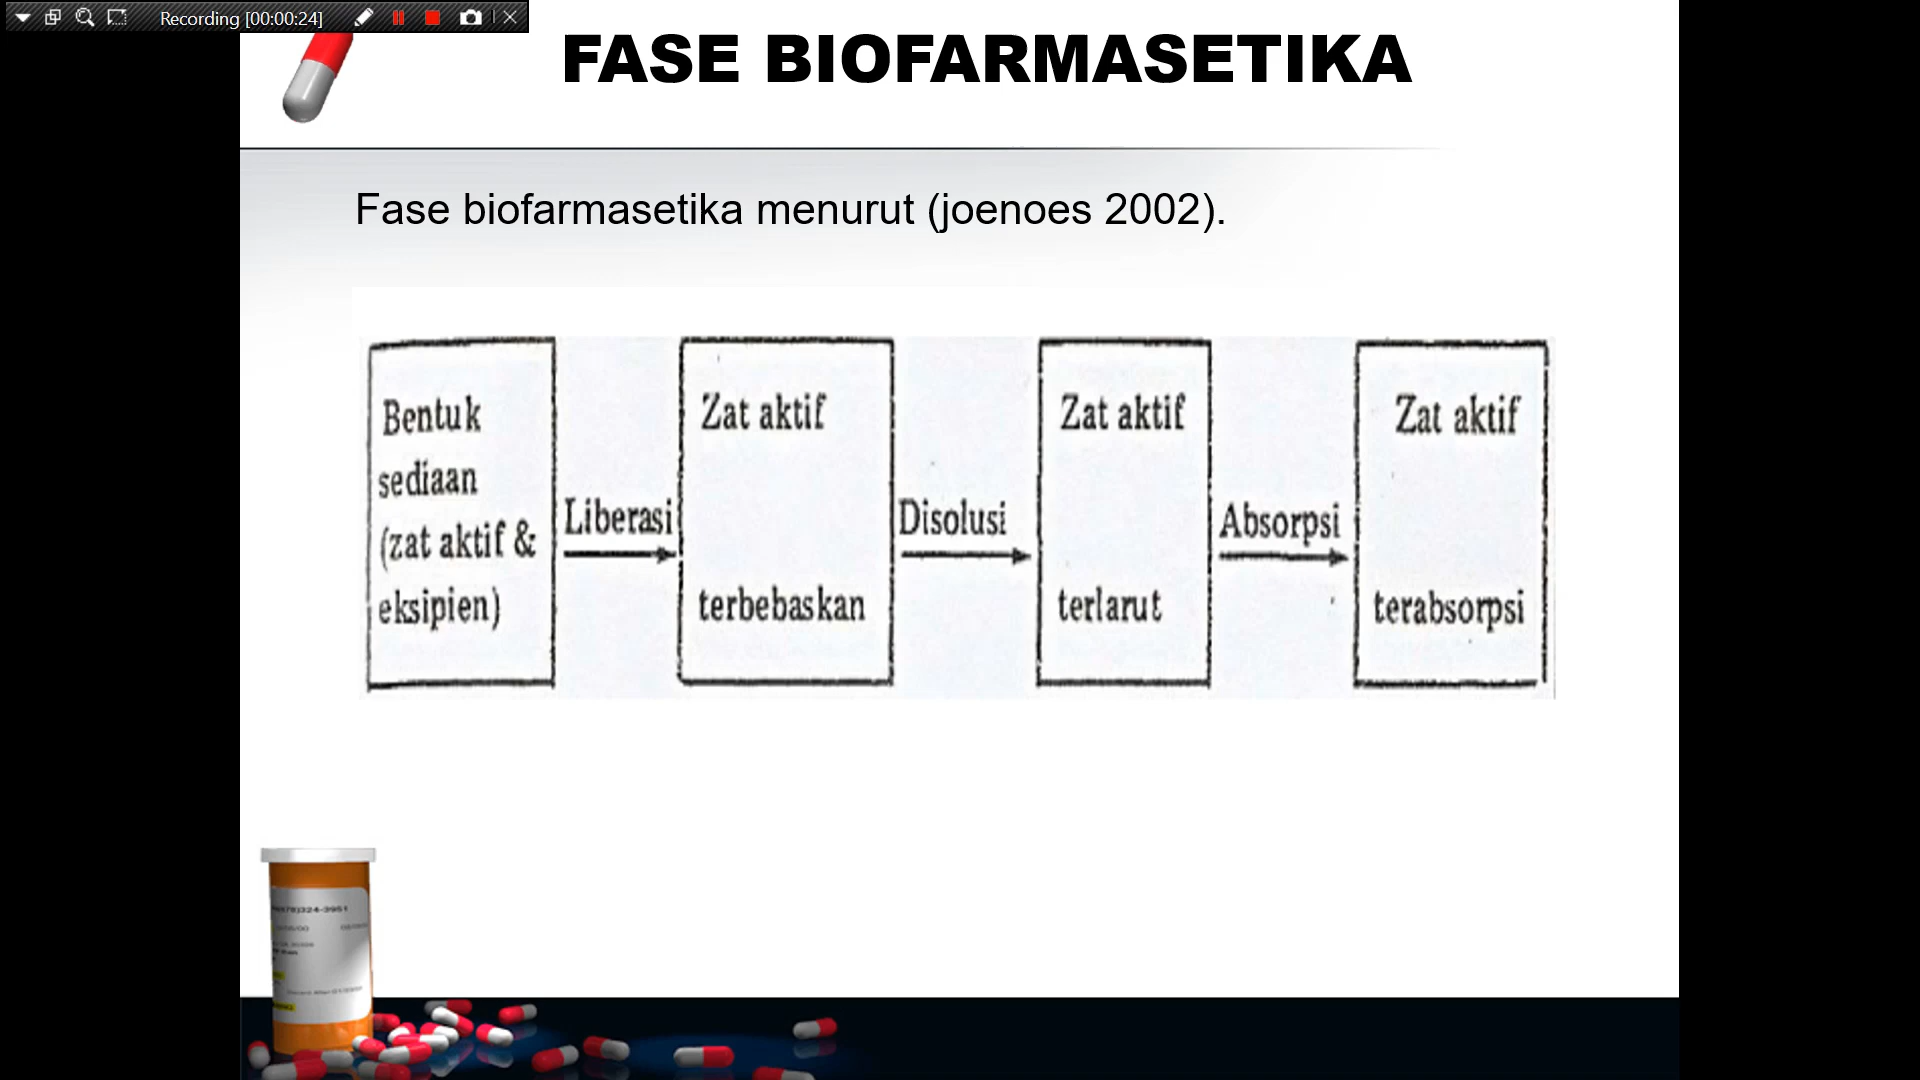 Recording [00:00:24]
FASE BIOFARMASETIKA
Fase biofarmasetika menurut (joenoes 2002).
Bentuk
sediaan
(zat aktif &
eksipien)
Liberasi
Zat aktif
terbebaskan
Disolusi
Zat aktif
terlarut
Absorpsi
Zat aktif
terabsorpsi